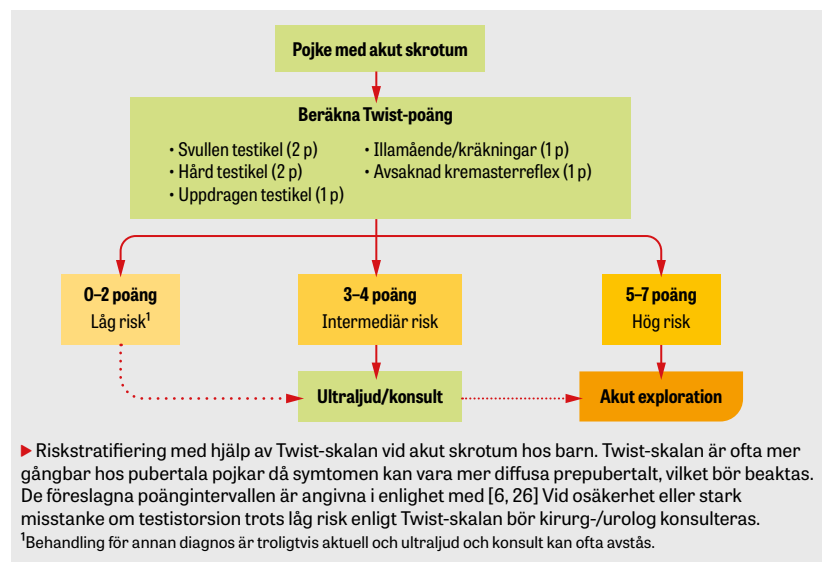 Pojke med akut skrotum
Beräkna Twist-poäng
• Svullen testikel (2 p)
• Hård testikel (2 p)
• Uppdragen testikel (1 p)
• Illamående/kräkningar (1 p)
• Avsaknad kremasterreflex (1 p)
0–2 poäng
Låg risk¹
3–4 poäng
Intermediär risk
5–7 poäng
Hög risk
Ultraljud/konsult
Akut exploration
▶ Riskstratifiering med hjälp av Twist-skalan vid akut skrotum hos barn. Twist-skalan är ofta mer
gångbar hos pubertala pojkar då symtomen kan vara mer diffusa prepubertalt, vilket bör beaktas.
De föreslagna poängintervallen är angivna i enlighet med [6, 26] Vid osäkerhet eller stark
misstanke om testistorsion trots låg risk enligt Twist-skalan bör kirurg-/urolog konsulteras.
¹Behandling för annan diagnos är troligtvis aktuell och ultraljud och konsult kan ofta avstås.